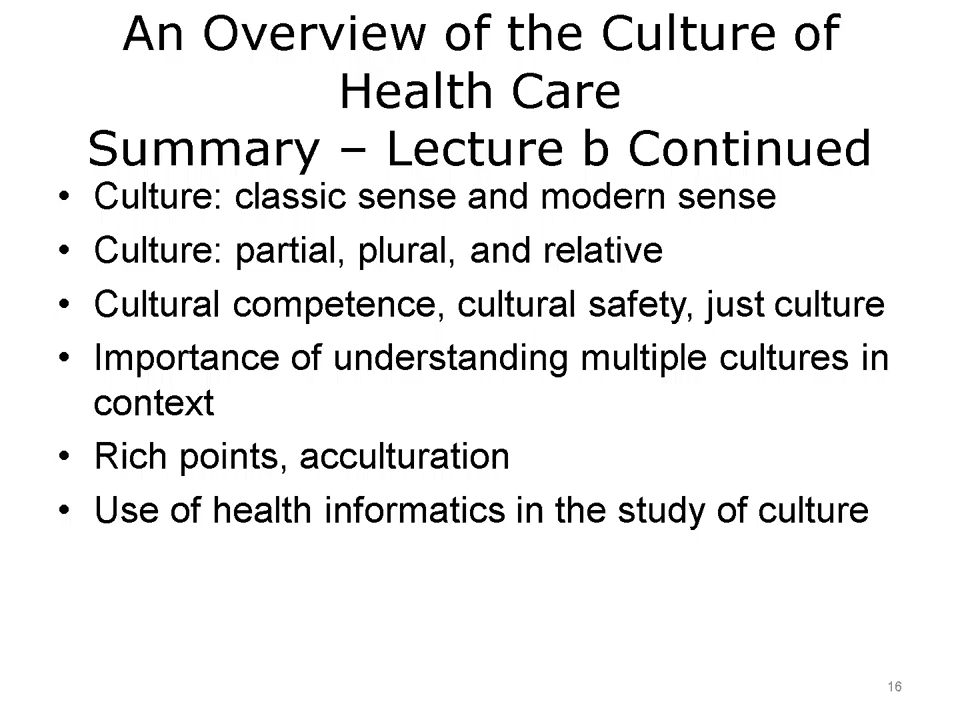 An Overview of the Culture of
Health Care
Summary – Lecture b Continued
• Culture: classic sense and modern sense
• Culture: partial, plural, and relative
• Cultural competence, cultural safety, just culture
• Importance of understanding multiple cultures in
context
• Rich points, acculturation
• Use of health informatics in the study of culture
16